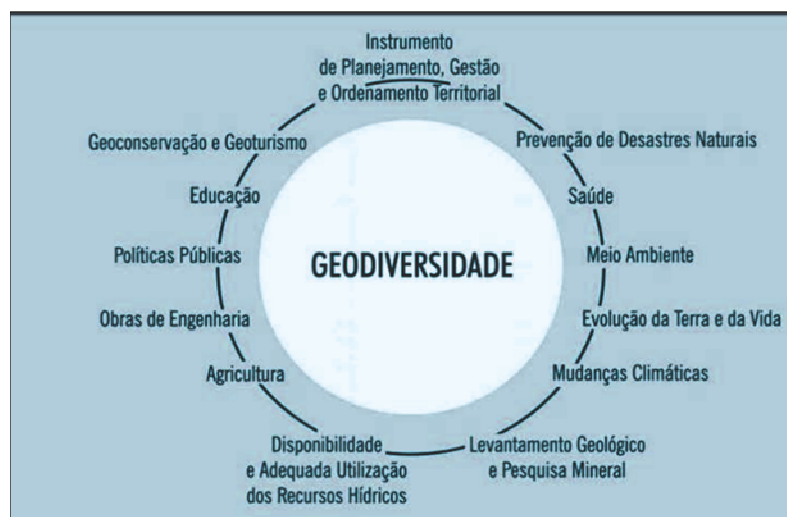 Instrumento
de Planejamento, Gestão
e Ordenamento Territorial
Geoconservação e Geoturismo
Prevenção de Desastres Naturais
Educação
Saúde
Políticas Públicas
GEODIVERSIDADE
Meio Ambiente
Obras de Engenharia
Evolução da Terra e da Vida
Agricultura
Mudanças Climáticas
Disponibilidade
e Adequada Utilização
dos Recursos Hídricos
Levantamento Geológico
e Pesquisa Mineral